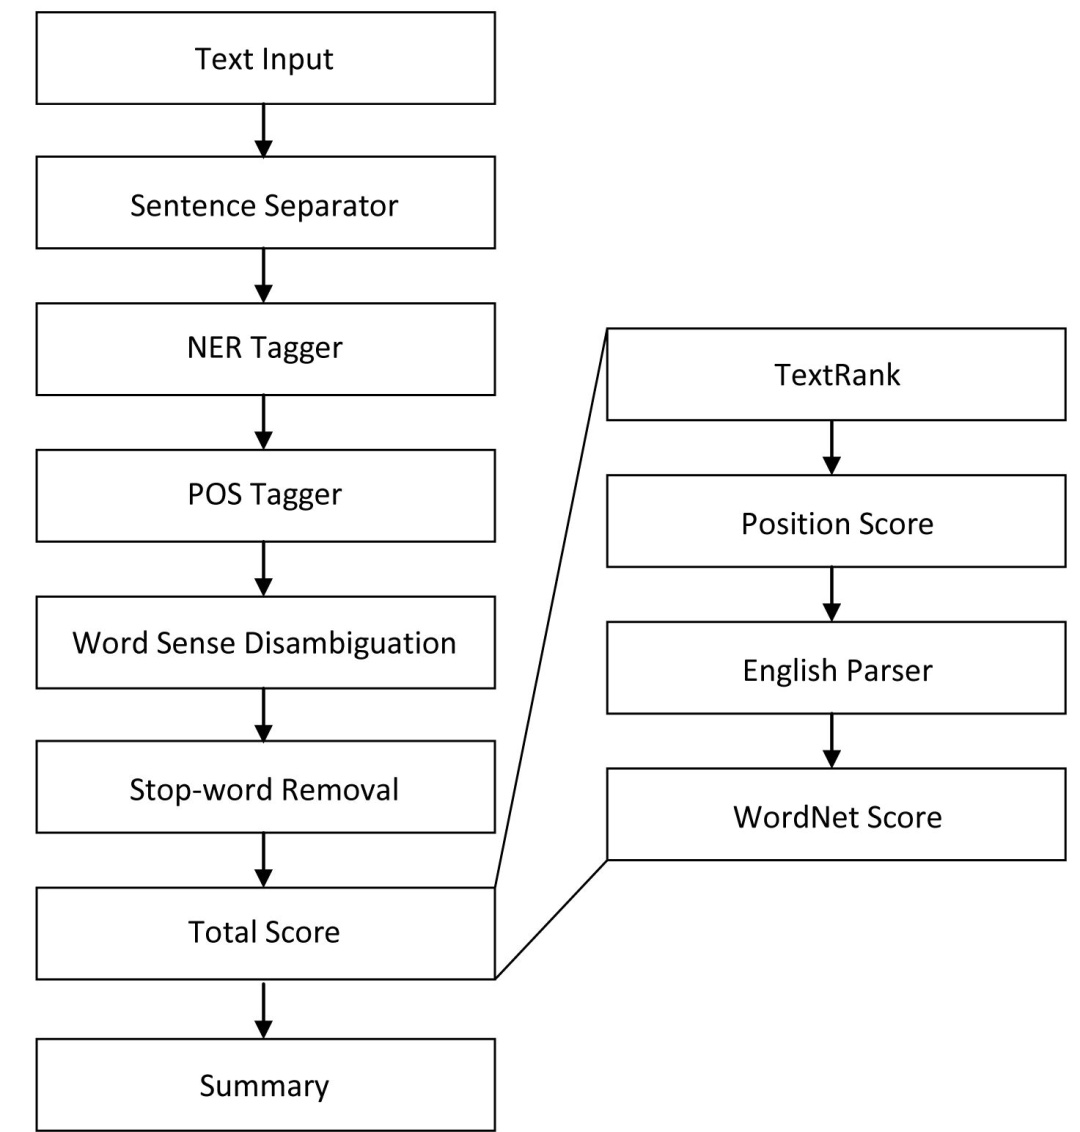 Text Input
Sentence Separator
NER Tagger
POS Tagger
Word Sense Disambiguation
Stop-word Removal
Total Score
Summary
TextRank
Position Score
English Parser
WordNet Score